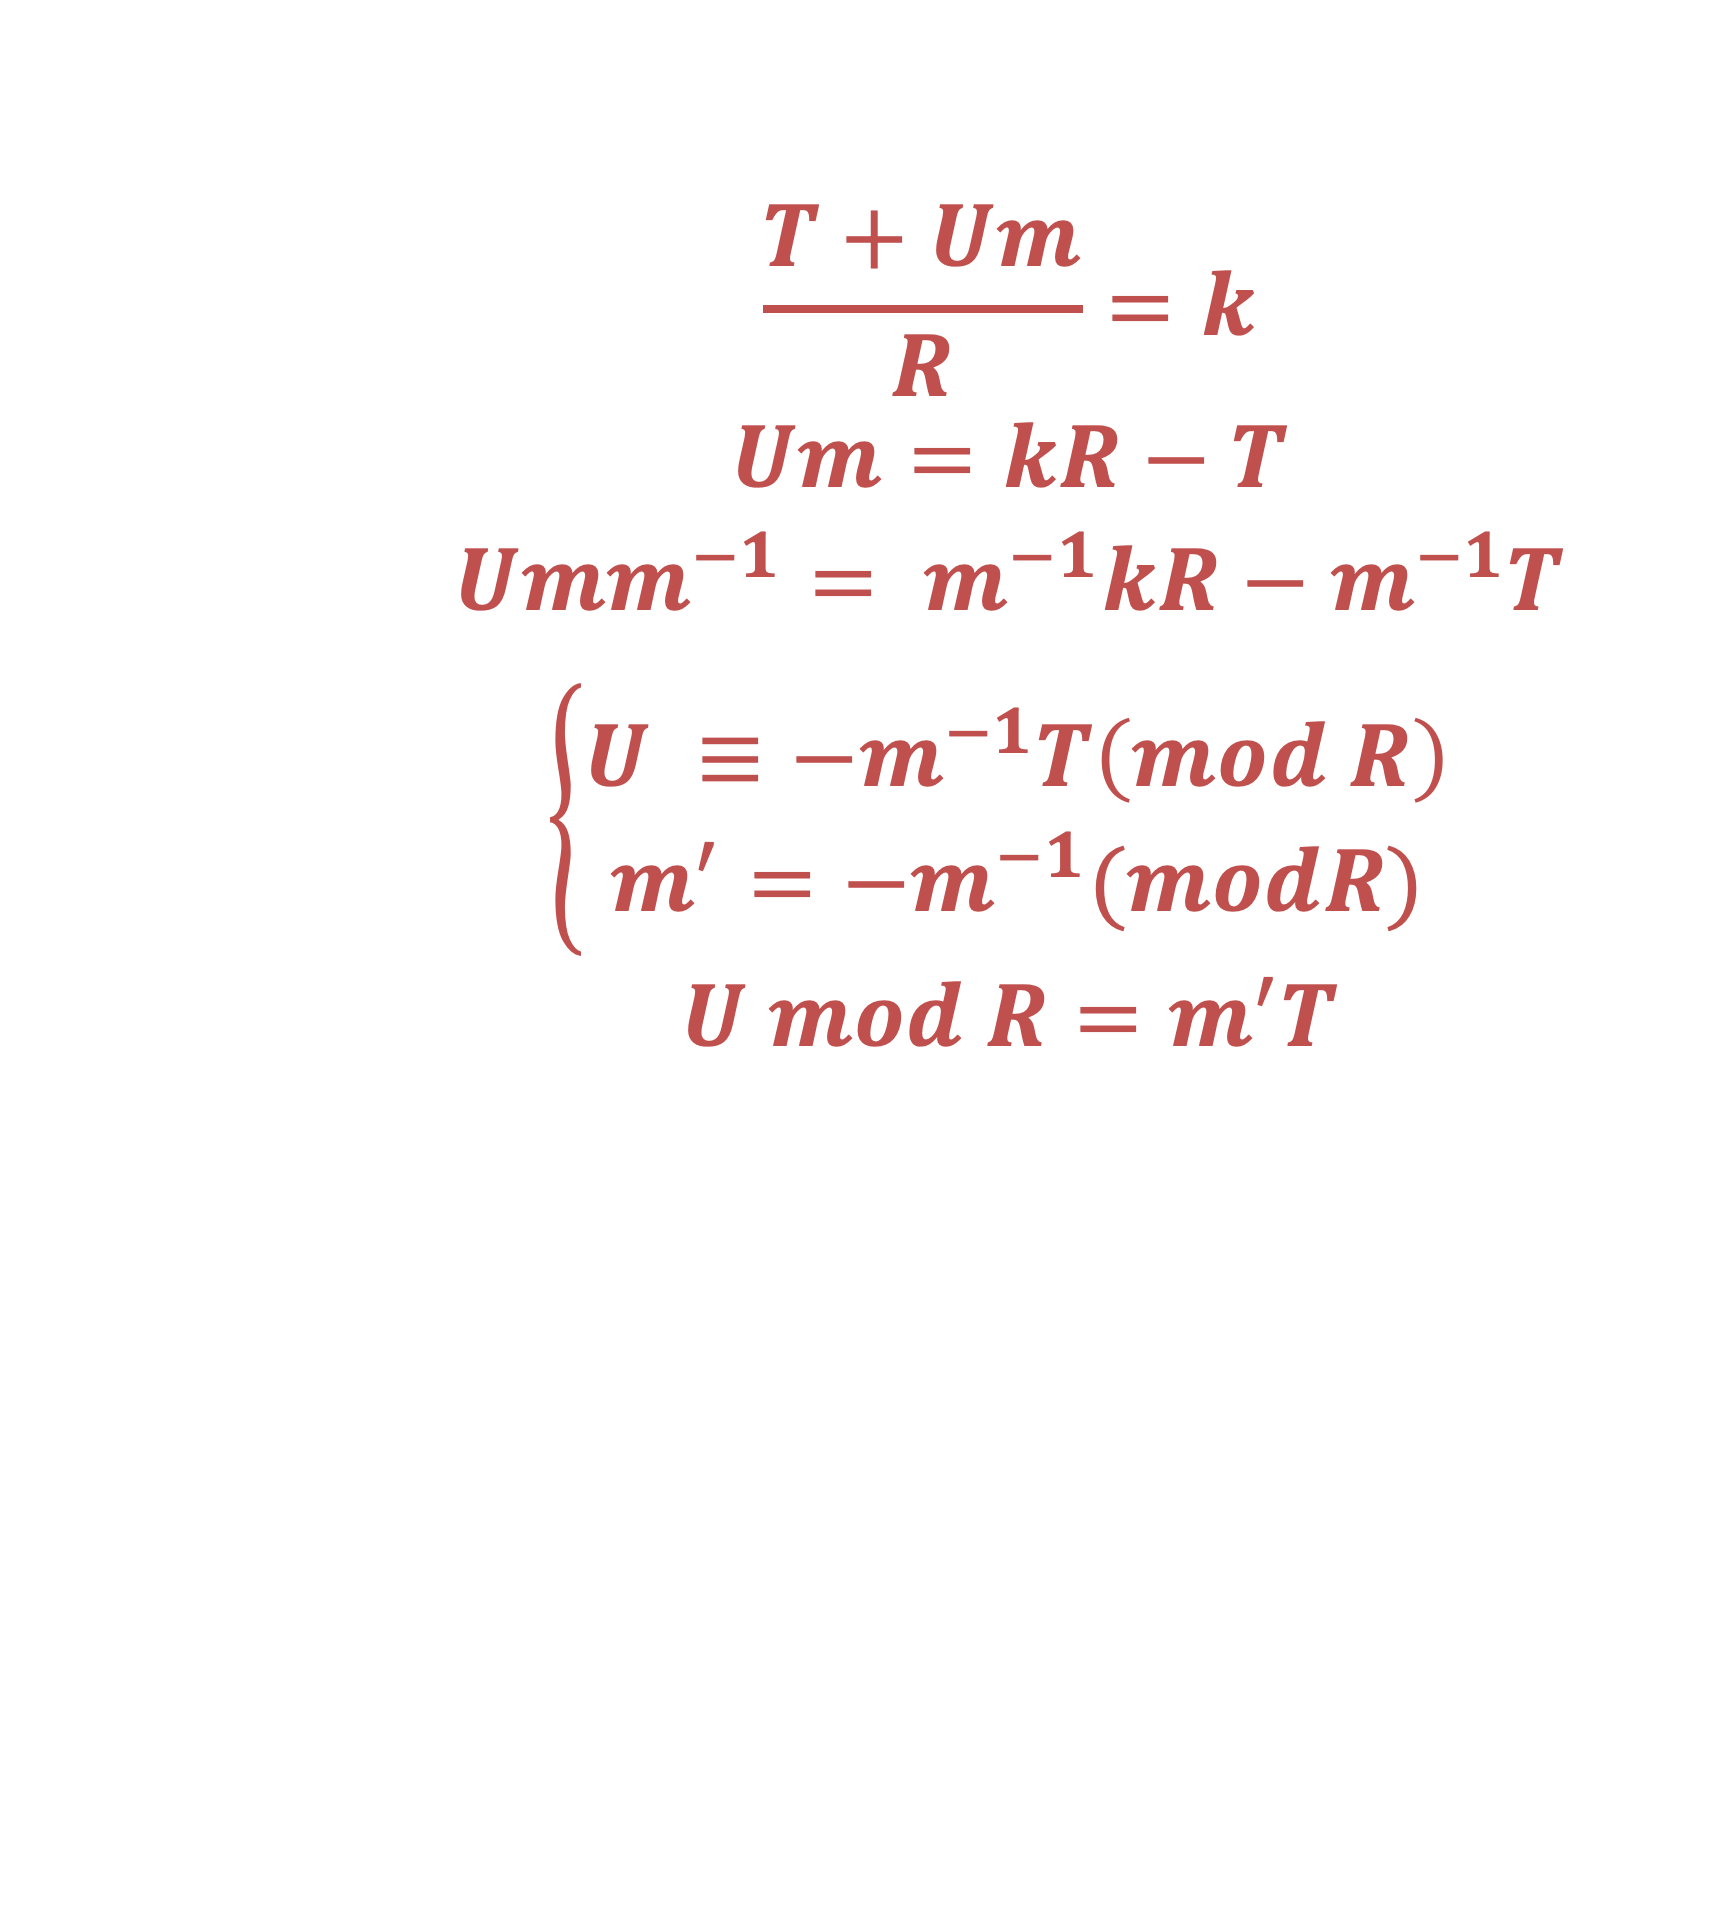 (T + Um)/R = k
Um = kR − T
Umm⁻¹ = m⁻¹kR − m⁻¹T
{U ≡ −m⁻¹T(mod R)
m′ = −m⁻¹(modR)
U mod R = m′T